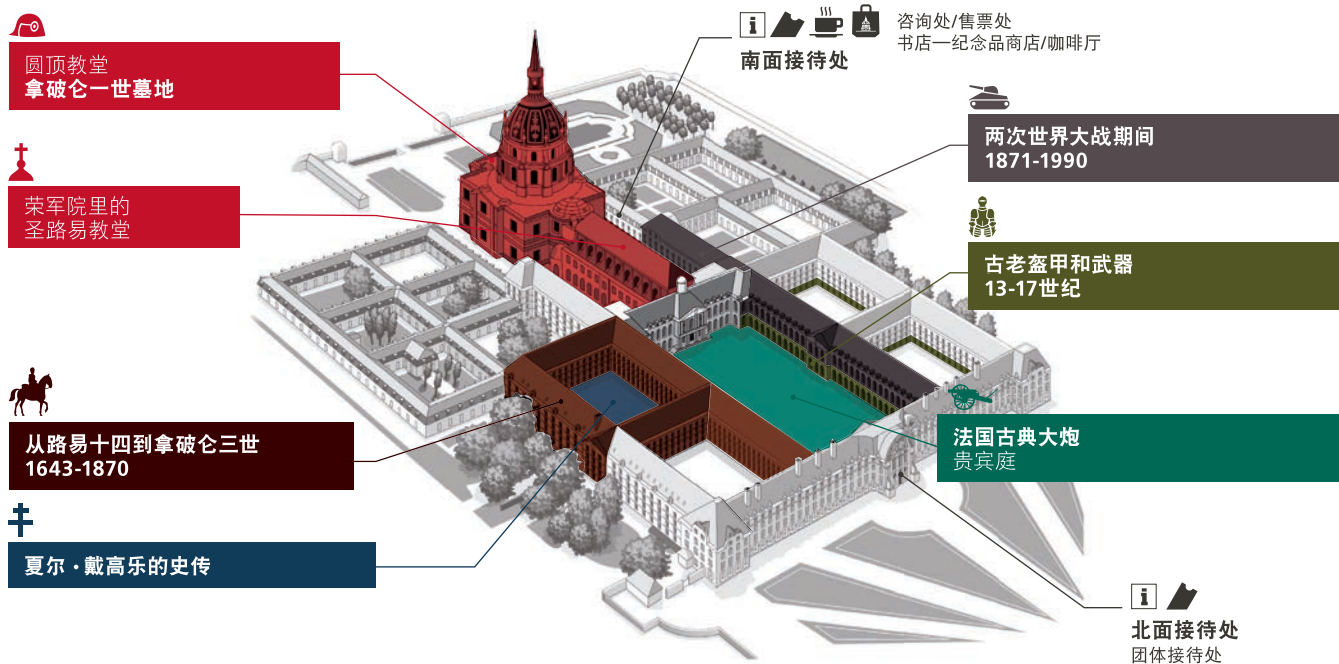 圆顶教堂
拿破仑一世墓地
荣军院里的
圣路易教堂
从路易十四到拿破仑三世
1643-1870
夏尔·戴高乐的史传
咨询处/售票处
书店—纪念品商店/咖啡厅
南面接待处
两次世界大战期间
1871-1990
古老盔甲和武器
13-17世纪
法国古典大炮
贵宾庭
北面接待处
团体接待处